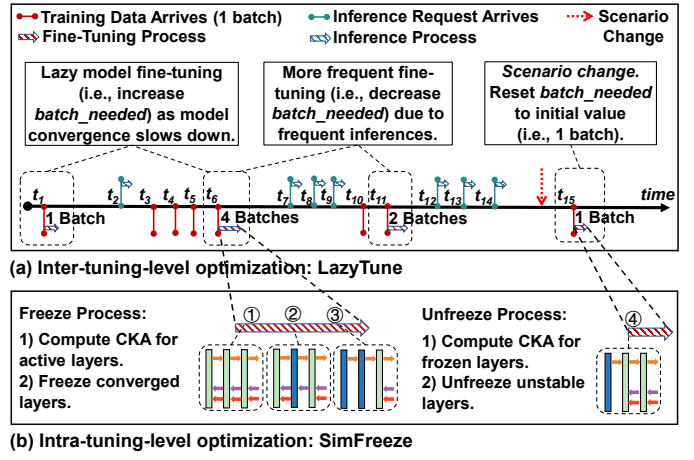 Training Data Arrives (1 batch)
Inference Request Arrives
Scenario
Change
Fine-Tuning Process
Inference Process
Lazy model fine-tuning
(i.e., increase
batch_needed) as model
convergence slows down.
More frequent fine-
tuning (i.e., decrease
batch_needed) due to
frequent inferences.
Scenario change.
Reset batch_needed
to initial value
(i.e., 1 batch).
t1 t2 t3 t4 t5 t6 t7 t8 t9 t10 t11 t12 t13 t14 t15 time
1 Batch 4 Batches 2 Batches 1 Batch
(a) Inter-tuning-level optimization: LazyTune
Freeze Process:
1) Compute CKA for
active layers.
2) Freeze converged
layers.
① ② ③
Unfreeze Process:
1) Compute CKA for
frozen layers.
2) Unfreeze unstable
layers.
④
(b) Intra-tuning-level optimization: SimFreeze